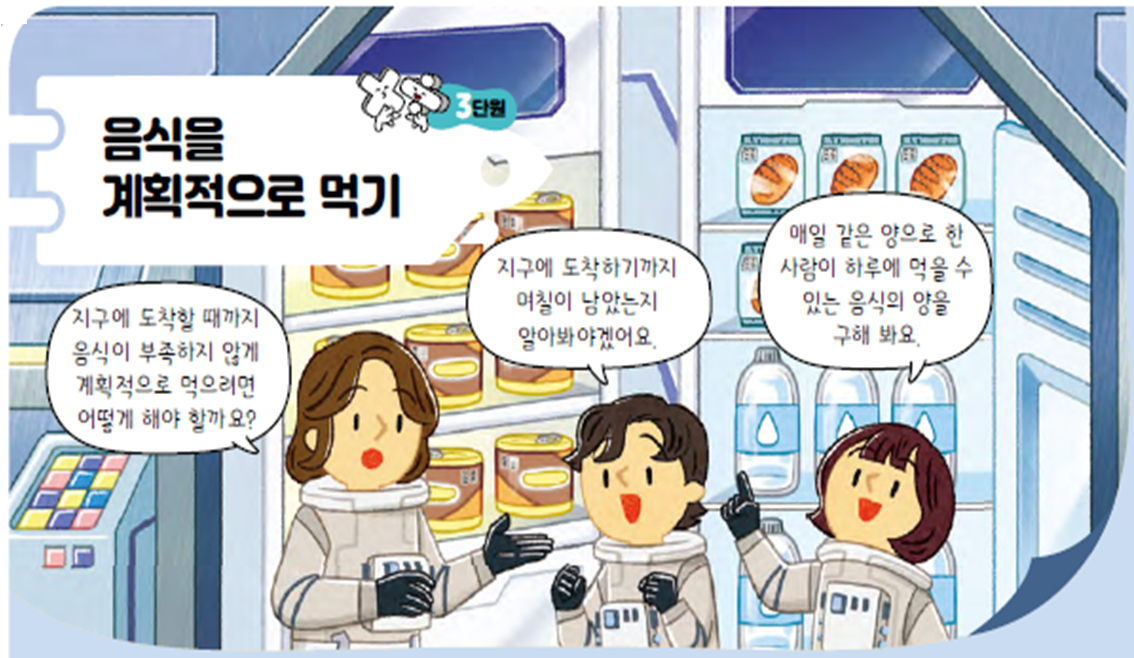 3단원
음식을
계획적으로 먹기
지구에 도착할 때까지
음식이 부족하지 않게
계획적으로 먹으려면
어떻게 해야 할까요?
지구에 도착하기까지
며칠이 남았는지
알아봐야겠어요.
매일 같은 양으로 한
사람이 하루에 먹을 수
있는 음식의 양을
구해 봐요.